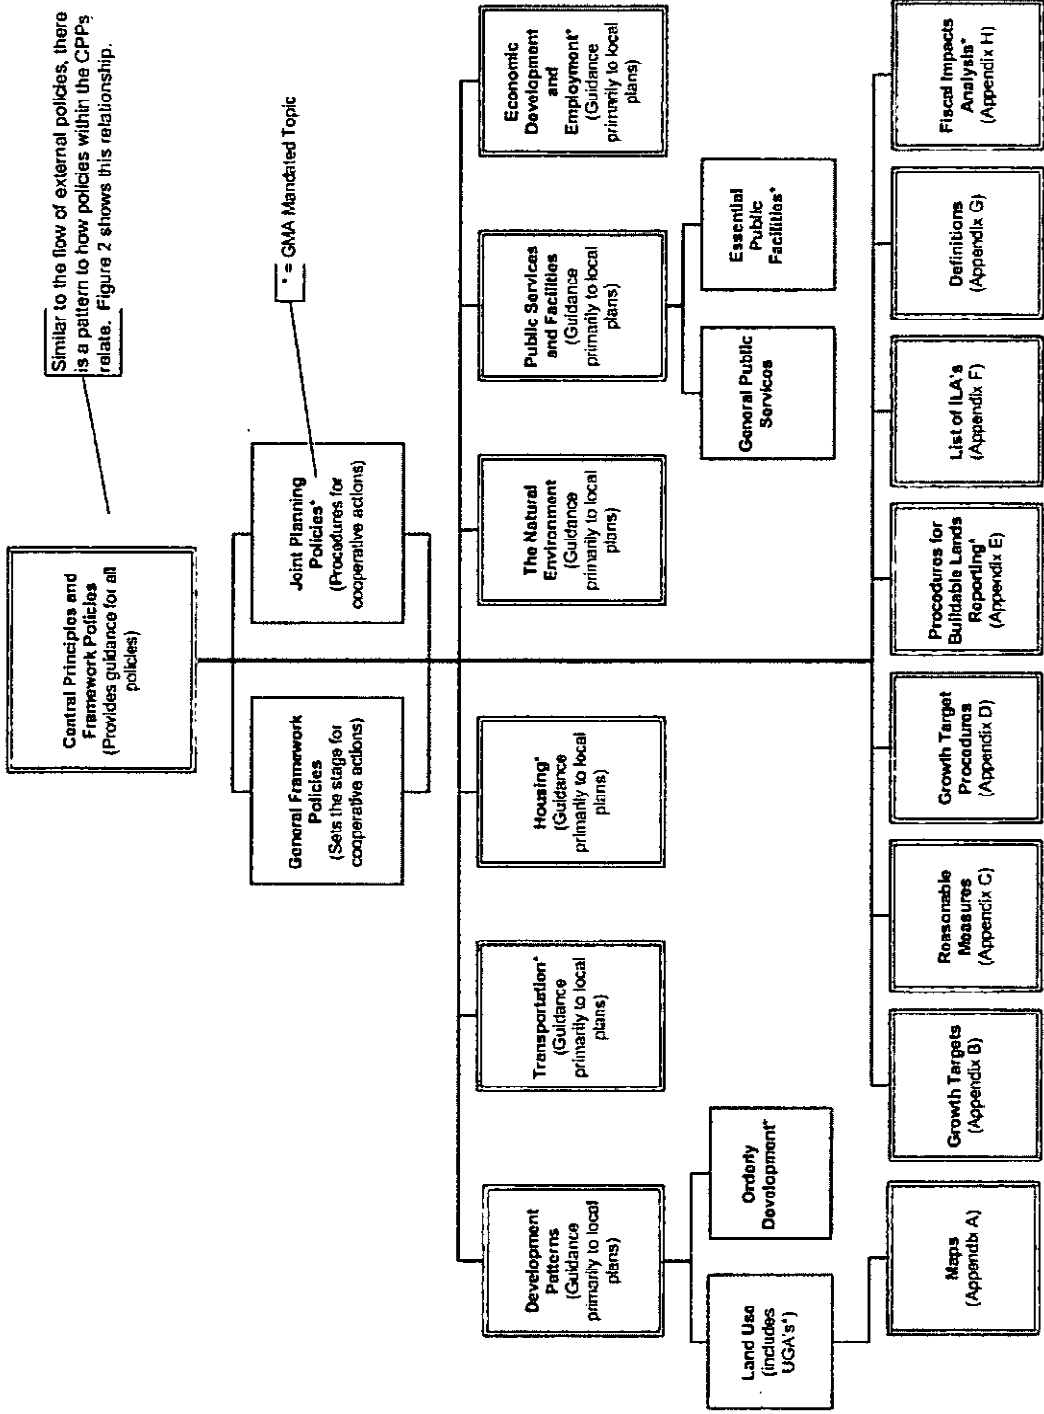 Similar to the flow of external policies, there
is a pattern to how policies within the CPPs
relate. Figure 2 shows this relationship.
Central Principles and
Framework Policies
(Provides guidance for all
policies)
* = GMA Mandated Topic
General Framework
Policies
(Sets the stage for
cooperative actions)
Joint Planning
Policies*
(Procedures for
cooperative actions)
Development
Patterns
(Guidance
primarily to local
plans)
Transportation*
(Guidance
primarily to local
plans)
Housing*
(Guidance
primarily to local
plans)
The Natural
Environment
(Guidance
primarily to local
plans)
Public Services
and Facilities
(Guidance
primarily to local
plans)
Economic
Development
and
Employment*
(Guidance
primarily to local
plans)
Land Use
(includes
UGA's*)
Orderly
Development*
General Public
Services
Essential
Public
Facilities*
Maps
(Appendix A)
Growth Targets
(Appendix B)
Reasonable
Measures
(Appendix C)
Growth Target
Procedures
(Appendix D)
Procedures for
Buildable Lands
Reporting*
(Appendix E)
List of ILA's
(Appendix F)
Definitions
(Appendix G)
Fiscal Impacts
Analysis*
(Appendix H)